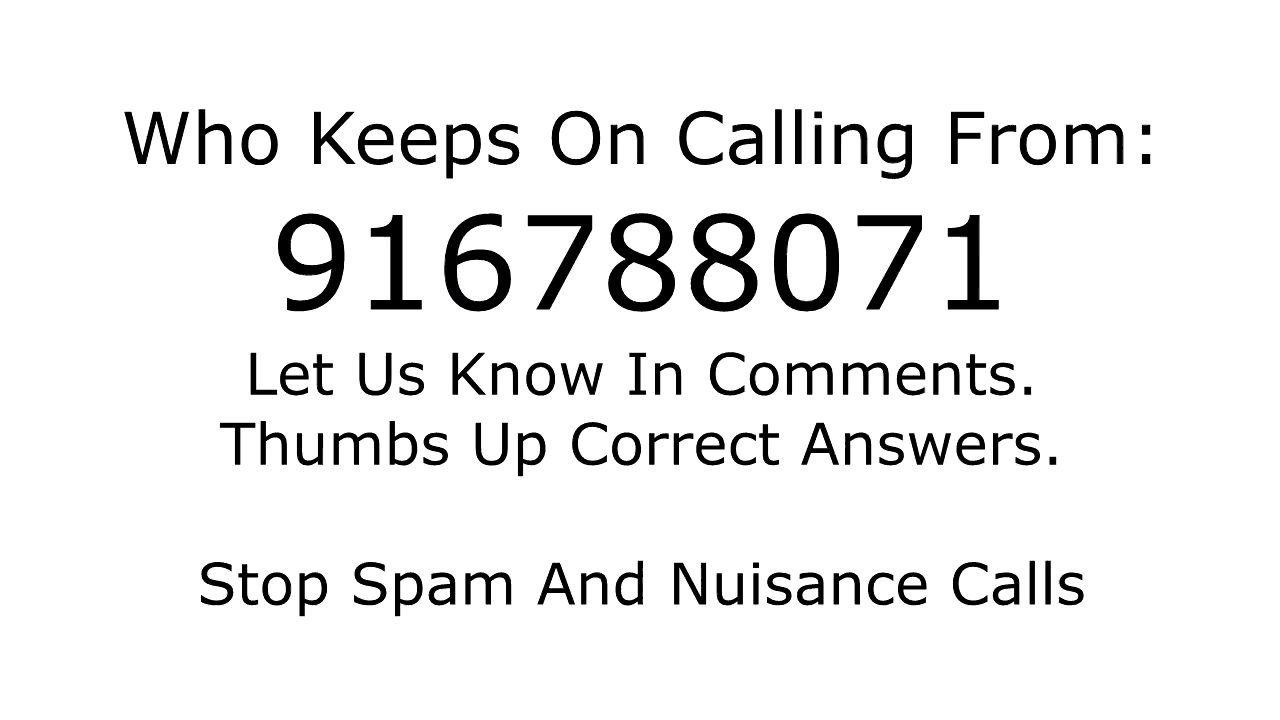 Who Keeps On Calling From:
916788071
Let Us Know In Comments.
Thumbs Up Correct Answers.
Stop Spam And Nuisance Calls